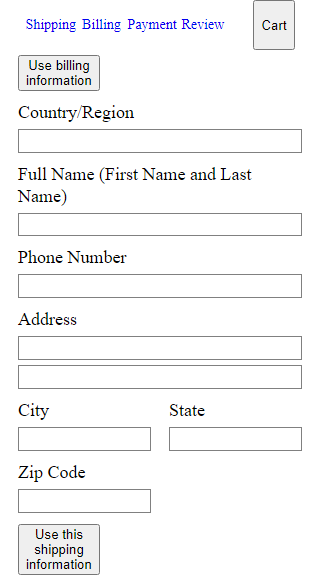 Shipping Billing Payment Review Cart
Use billing
information
Country/Region
Full Name (First Name and Last
Name)
Phone Number
Address
City State
Zip Code
Use this
shipping
information